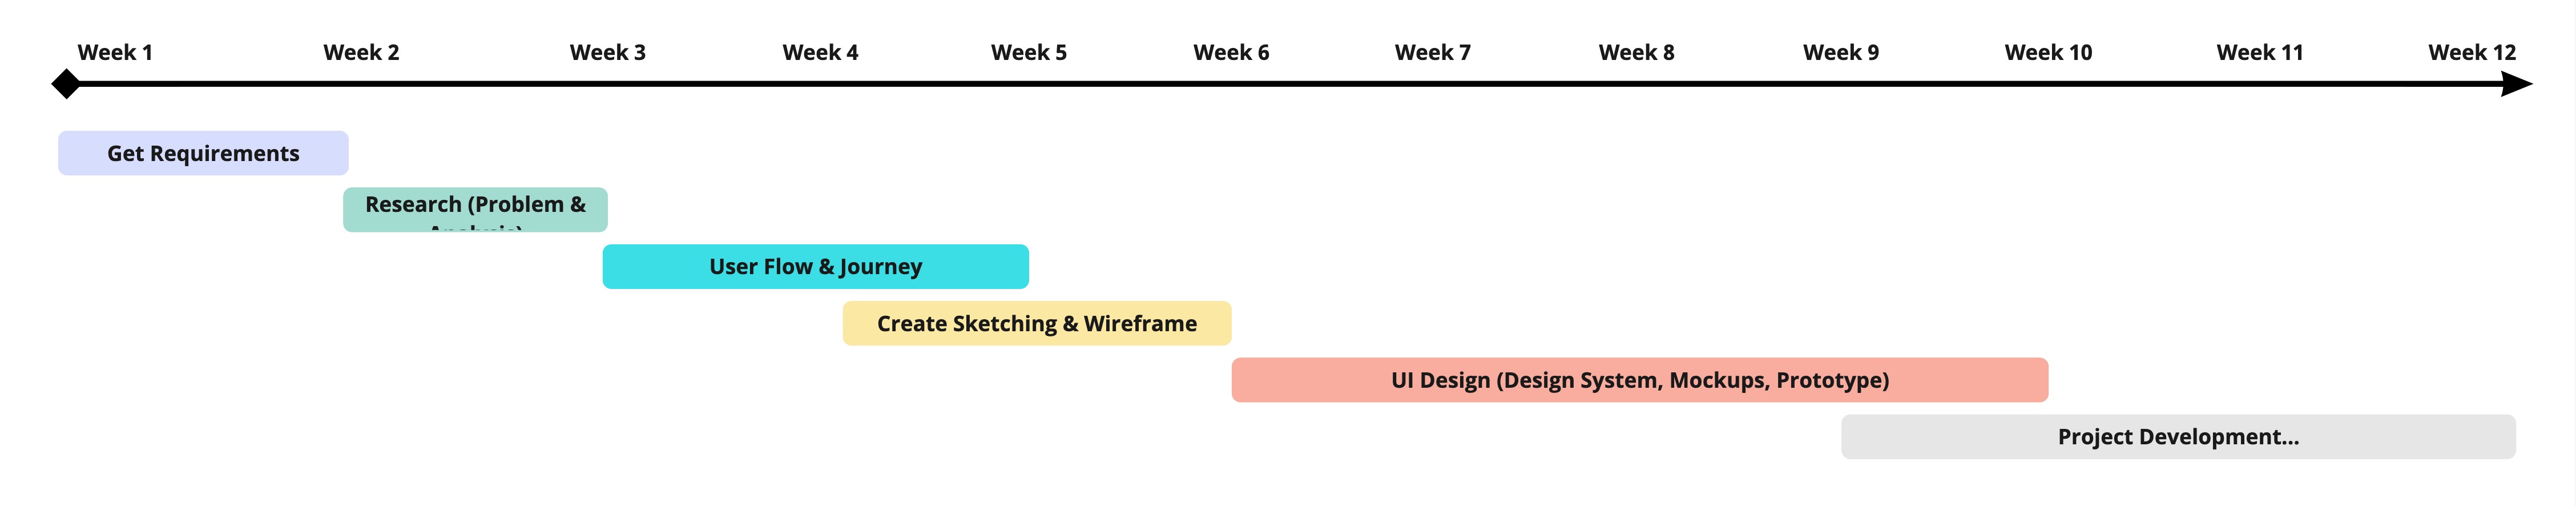 Week 1 Week 2 Week 3 Week 4 Week 5 Week 6 Week 7 Week 8 Week 9 Week 10 Week 11 Week 12
Get Requirements
Research (Problem &
User Flow & Journey
Create Sketching & Wireframe
UI Design (Design System, Mockups, Prototype)
Project Development...